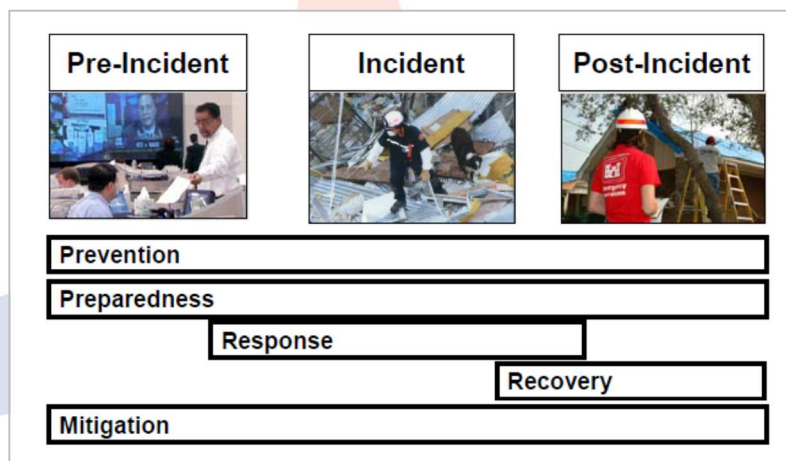 Pre-Incident
Incident
Post-Incident
Prevention
Preparedness
Response
Recovery
Mitigation